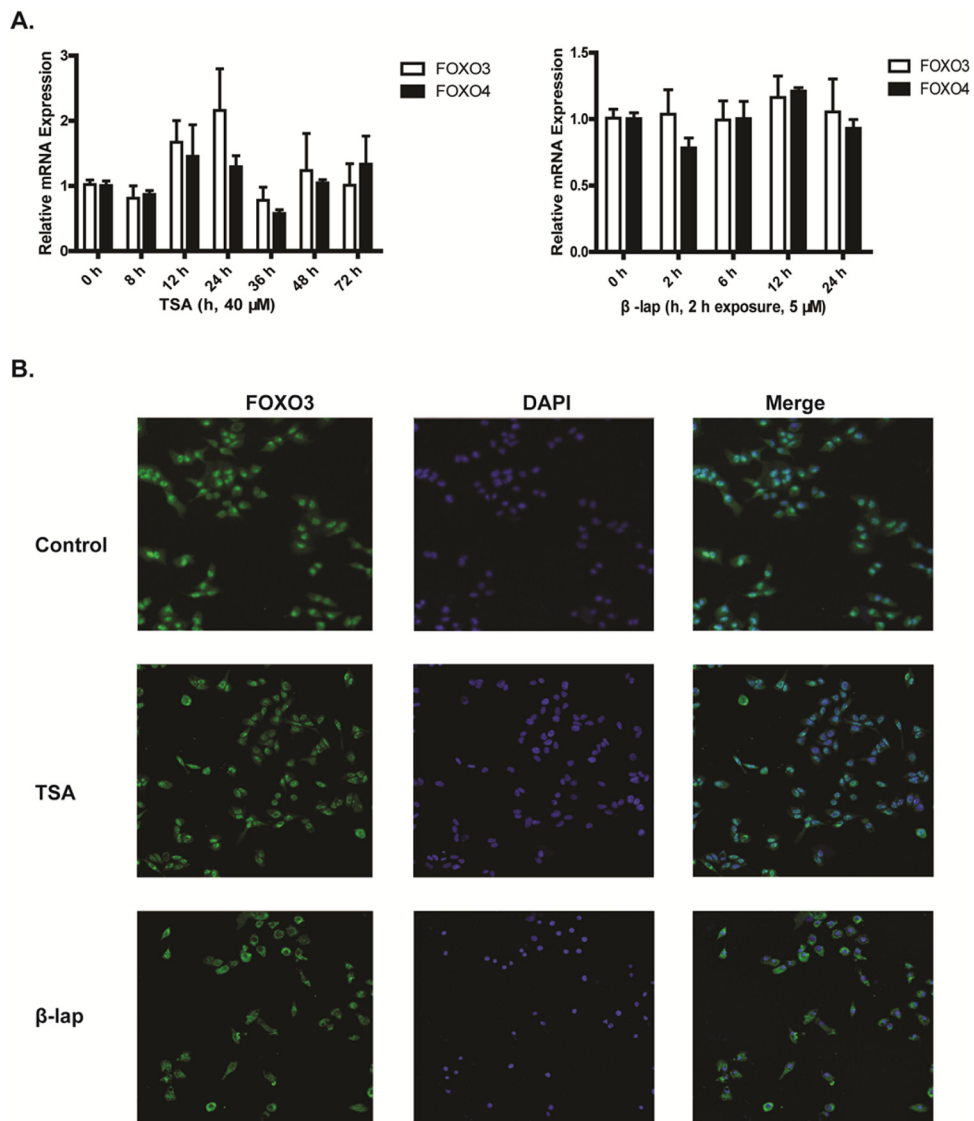 A.
Relative mRNA Expression
3
2
1
0
0 h
8 h
12 h
24 h
36 h
48 h
72 h
TSA (h, 40 µM)
FOXO3
FOXO4
Relative mRNA Expression
1.5
1.0
0.5
0.0
0 h
2 h
6 h
12 h
24 h
β -lap (h, 2 h exposure, 5 µM)
FOXO3
FOXO4
B.
FOXO3 DAPI Merge
Control
TSA
β-lap